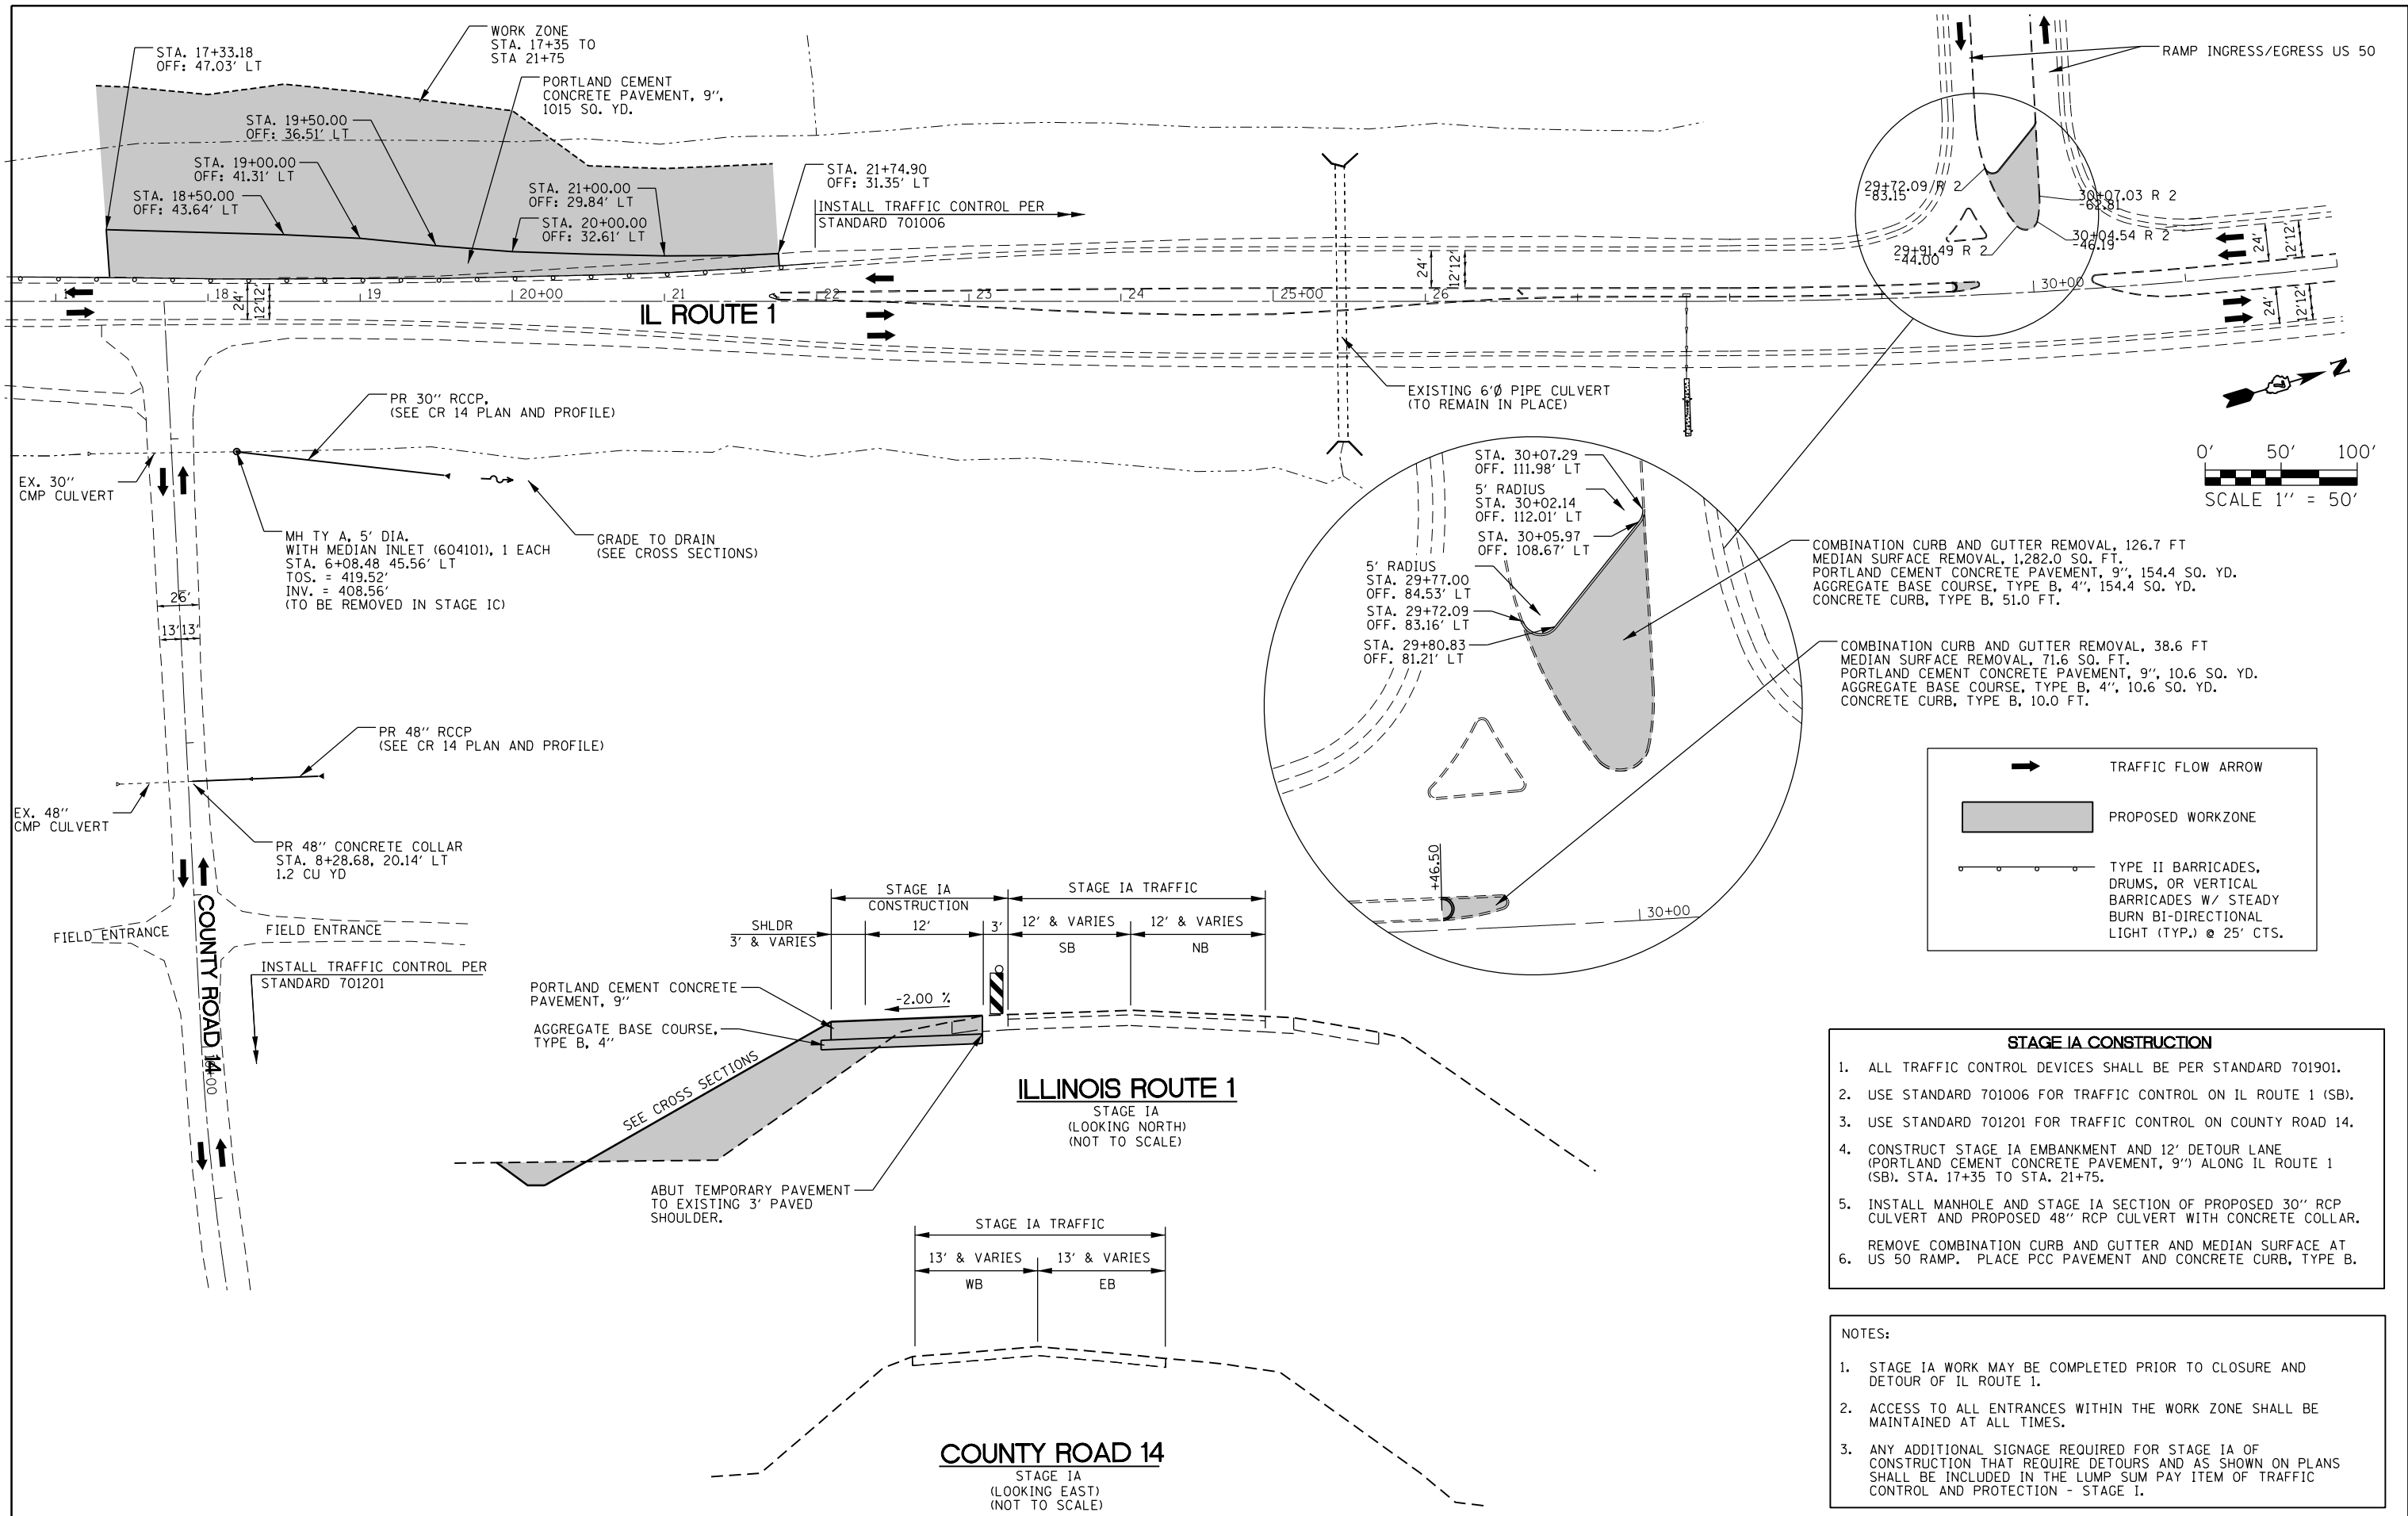 STA. 17+33.18
OFF: 47.03' LT
WORK ZONE
STA. 17+35 TO
STA 21+75
PORTLAND CEMENT
CONCRETE PAVEMENT, 9",
1015 SQ. YD.
STA. 19+50.00
OFF: 36.51' LT
STA. 19+00.00
OFF: 41.31' LT
STA. 18+50.00
OFF: 43.64' LT
STA. 21+00.00
OFF: 29.84' LT
STA. 20+00.00
OFF: 32.61' LT
STA. 21+74.90
OFF: 31.35' LT
INSTALL TRAFFIC CONTROL PER
STANDARD 701006
RAMP INGRESS/EGRESS US 50
29+72.09 R 2
-83.15
30+07.03 R 2
-62.81
30+04.54 R 2
-46.19
29+91.49 R 2
-44.00
24'
12'12'
24'
12'12'
24'
12'12'
24'
12'12'
18
19
20+00
21
22
23
24
25+00
26
30+00
IL ROUTE 1
EXISTING 6'Ø PIPE CULVERT
(TO REMAIN IN PLACE)
N
0' 50' 100'
SCALE 1" = 50'
PR 30" RCCP,
(SEE CR 14 PLAN AND PROFILE)
EX. 30"
CMP CULVERT
MH TY A, 5' DIA.
WITH MEDIAN INLET (604101), 1 EACH
STA. 6+08.48 45.56' LT
TOS. = 419.52'
INV. = 408.56'
(TO BE REMOVED IN STAGE IC)
GRADE TO DRAIN
(SEE CROSS SECTIONS)
26'
13'13'
PR 48" RCCP
(SEE CR 14 PLAN AND PROFILE)
EX. 48"
CMP CULVERT
PR 48" CONCRETE COLLAR
STA. 8+28.68, 20.14' LT
1.2 CU YD
FIELD ENTRANCE
FIELD ENTRANCE
COUNTY ROAD 14
INSTALL TRAFFIC CONTROL PER
STANDARD 701201
STA. 30+07.29
OFF. 111.98' LT
5' RADIUS
STA. 30+02.14
OFF. 112.01' LT
STA. 30+05.97
OFF. 108.67' LT
5' RADIUS
STA. 29+77.00
OFF. 84.53' LT
STA. 29+72.09
OFF. 83.16' LT
STA. 29+80.83
OFF. 81.21' LT
+46.50
30+00
COMBINATION CURB AND GUTTER REMOVAL, 126.7 FT
MEDIAN SURFACE REMOVAL, 1,282.0 SQ. FT.
PORTLAND CEMENT CONCRETE PAVEMENT, 9", 154.4 SQ. YD.
AGGREGATE BASE COURSE, TYPE B, 4", 154.4 SQ. YD.
CONCRETE CURB, TYPE B, 51.0 FT.
COMBINATION CURB AND GUTTER REMOVAL, 38.6 FT
MEDIAN SURFACE REMOVAL, 71.6 SQ. FT.
PORTLAND CEMENT CONCRETE PAVEMENT, 9", 10.6 SQ. YD.
AGGREGATE BASE COURSE, TYPE B, 4", 10.6 SQ. YD.
CONCRETE CURB, TYPE B, 10.0 FT.
TRAFFIC FLOW ARROW
PROPOSED WORKZONE
TYPE II BARRICADES,
DRUMS, OR VERTICAL
BARRICADES W/ STEADY
BURN BI-DIRECTIONAL
LIGHT (TYP.) @ 25' CTS.
STAGE IA
CONSTRUCTION
STAGE IA TRAFFIC
SHLDR
3' & VARIES
12'
3'
12' & VARIES
SB
12' & VARIES
NB
PORTLAND CEMENT CONCRETE
PAVEMENT, 9"
-2.00 %
AGGREGATE BASE COURSE,
TYPE B, 4"
SEE CROSS SECTIONS
ABUT TEMPORARY PAVEMENT
TO EXISTING 3' PAVED
SHOULDER.
ILLINOIS ROUTE 1
STAGE IA
(LOOKING NORTH)
(NOT TO SCALE)
STAGE IA TRAFFIC
13' & VARIES
WB
13' & VARIES
EB
COUNTY ROAD 14
STAGE IA
(LOOKING EAST)
(NOT TO SCALE)
STAGE IA CONSTRUCTION
1. ALL TRAFFIC CONTROL DEVICES SHALL BE PER STANDARD 701901.
2. USE STANDARD 701006 FOR TRAFFIC CONTROL ON IL ROUTE 1 (SB).
3. USE STANDARD 701201 FOR TRAFFIC CONTROL ON COUNTY ROAD 14.
4. CONSTRUCT STAGE IA EMBANKMENT AND 12' DETOUR LANE
(PORTLAND CEMENT CONCRETE PAVEMENT, 9") ALONG IL ROUTE 1
(SB). STA. 17+35 TO STA. 21+75.
5. INSTALL MANHOLE AND STAGE IA SECTION OF PROPOSED 30" RCP
CULVERT AND PROPOSED 48" RCP CULVERT WITH CONCRETE COLLAR.
REMOVE COMBINATION CURB AND GUTTER AND MEDIAN SURFACE AT
6. US 50 RAMP. PLACE PCC PAVEMENT AND CONCRETE CURB, TYPE B.
NOTES:
1. STAGE IA WORK MAY BE COMPLETED PRIOR TO CLOSURE AND
DETOUR OF IL ROUTE 1.
2. ACCESS TO ALL ENTRANCES WITHIN THE WORK ZONE SHALL BE
MAINTAINED AT ALL TIMES.
3. ANY ADDITIONAL SIGNAGE REQUIRED FOR STAGE IA OF
CONSTRUCTION THAT REQUIRE DETOURS AND AS SHOWN ON PLANS
SHALL BE INCLUDED IN THE LUMP SUM PAY ITEM OF TRAFFIC
CONTROL AND PROTECTION - STAGE I.